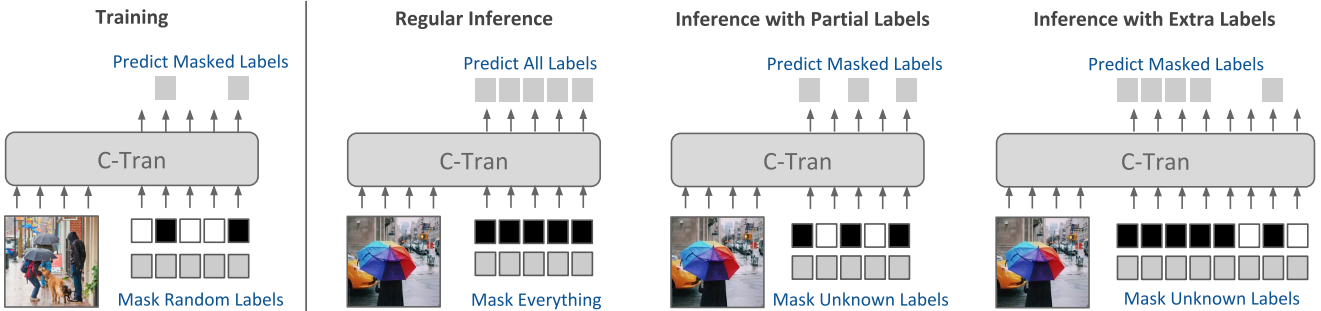 Training
Regular Inference
Inference with Partial Labels
Inference with Extra Labels
Predict Masked Labels
Predict All Labels
Predict Masked Labels
Predict Masked Labels
C-Tran
C-Tran
C-Tran
C-Tran
Mask Random Labels
Mask Everything
Mask Unknown Labels
Mask Unknown Labels